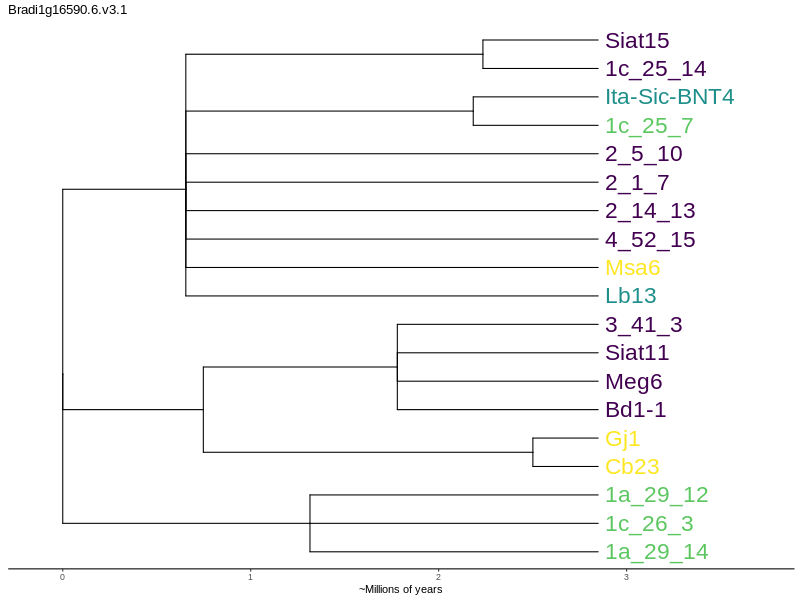 Bradi1g16590.6.v3.1
Siat15
1c_25_14
Ita-Sic-BNT4
1c_25_7
2_5_10
2_1_7
2_14_13
4_52_15
Msa6
Lb13
3_41_3
Siat11
Meg6
Bd1-1
Gj1
Cb23
1a_29_12
1c_26_3
1a_29_14
0 1 2 3
~Millions of years